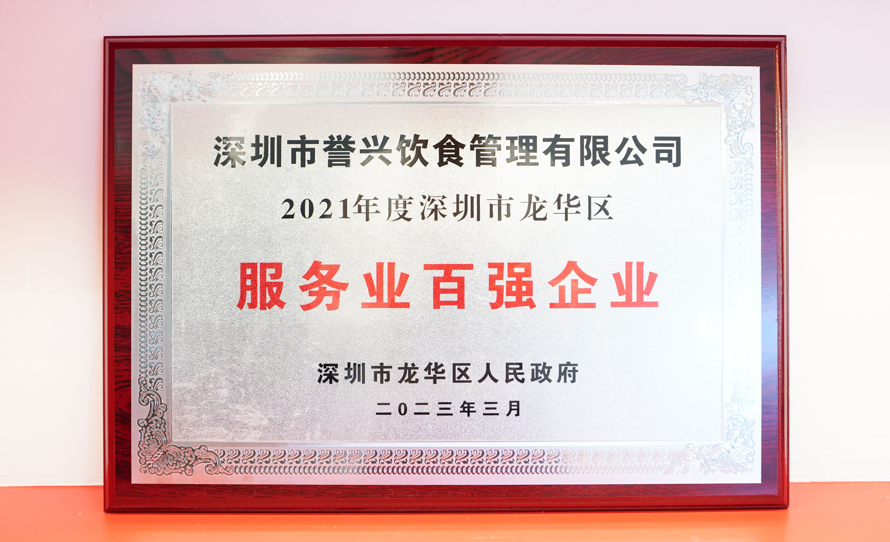 深圳市誉兴饮食管理有限公司
2021年度深圳市龙华区
服务业百强企业
深圳市龙华区人民政府
二〇二三年三月